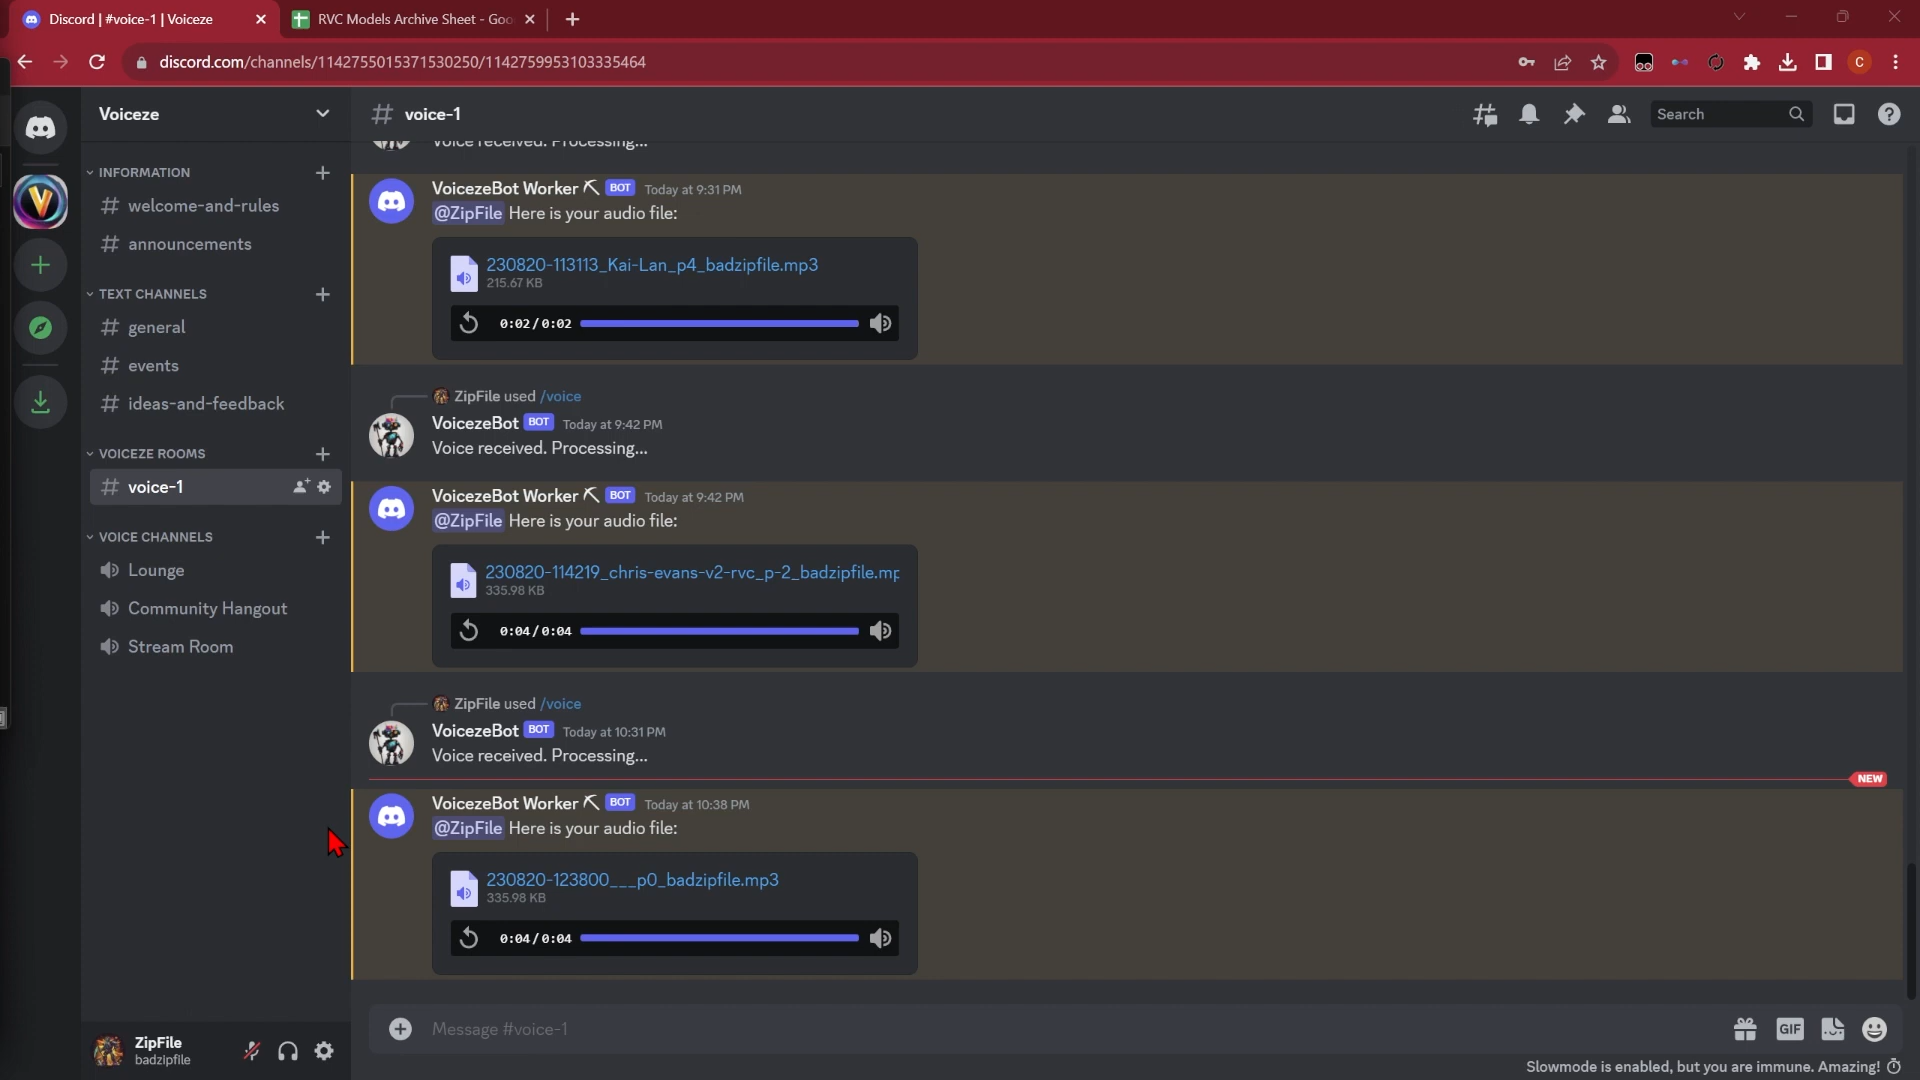 Discord | #voice-1 | Voiceze
RVC Models Archive Sheet - Goo
discord.com/channels/1142755015371530250/1142759953103335464
C
Voiceze
voice-1
Search
INFORMATION
welcome-and-rules
announcements
TEXT CHANNELS
general
events
ideas-and-feedback
VOICEZE ROOMS
voice-1
VOICE CHANNELS
Lounge
Community Hangout
Stream Room
Voice received. Processing...
VoicezeBot Worker BOT Today at 9:31 PM
@ZipFile Here is your audio file:
230820-113113_Kai-Lan_p4_badzipfile.mp3
215.67 KB
0:02/0:02
ZipFile used /voice
VoicezeBot BOT Today at 9:42 PM
Voice received. Processing...
VoicezeBot Worker BOT Today at 9:42 PM
@ZipFile Here is your audio file:
230820-114219_chris-evans-v2-rvc_p-2_badzipfile.mp
335.98 KB
0:04/0:04
ZipFile used /voice
VoicezeBot BOT Today at 10:31 PM
Voice received. Processing...
NEW
VoicezeBot Worker BOT Today at 10:38 PM
@ZipFile Here is your audio file:
230820-123800___p0_badzipfile.mp3
335.98 KB
0:04/0:04
Message #voice-1
GIF
ZipFile
badzipfile
Slowmode is enabled, but you are immune. Amazing!